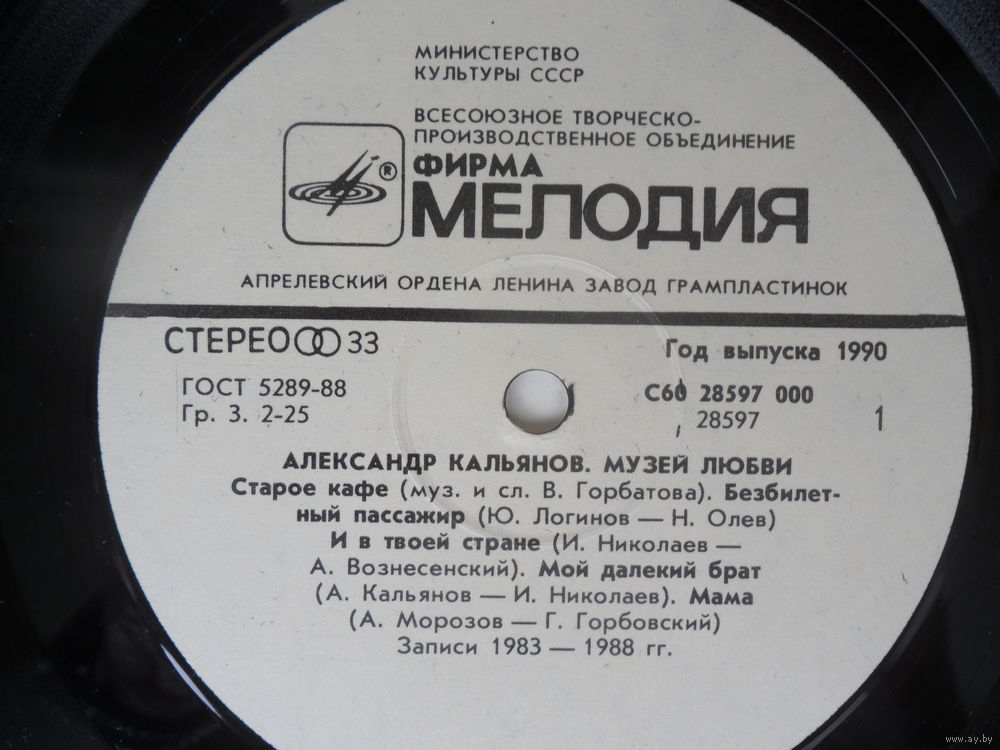 МИНИСТЕРСТВО
КУЛЬТУРЫ СССР
ВСЕСОЮЗНОЕ ТВОРЧЕСКО-
ПРОИЗВОДСТВЕННОЕ ОБЪЕДИНЕНИЕ
®
ФИРМА
МЕЛОДИЯ
АПРЕЛЕВСКИЙ ОРДЕНА ЛЕНИНА ЗАВОД ГРАМПЛАСТИНОК
СТЕРЕО 33
Год выпуска 1990
ГОСТ 5289-88
С60 28597 000
Гр. 3. 2-25
28597
1
АЛЕКСАНДР КАЛЬЯНОВ. МУЗЕЙ ЛЮБВИ
Старое кафе (муз. и сл. В. Горбатова). Безбилет-
ный пассажир (Ю. Логинов — Н. Олев)
И в твоей стране (И. Николаев —
А. Вознесенский). Мой далекий брат
(А. Кальянов — И. Николаев). Мама
(А. Морозов — Г. Горбовский)
Записи 1983 — 1988 гг.
www.ay.by